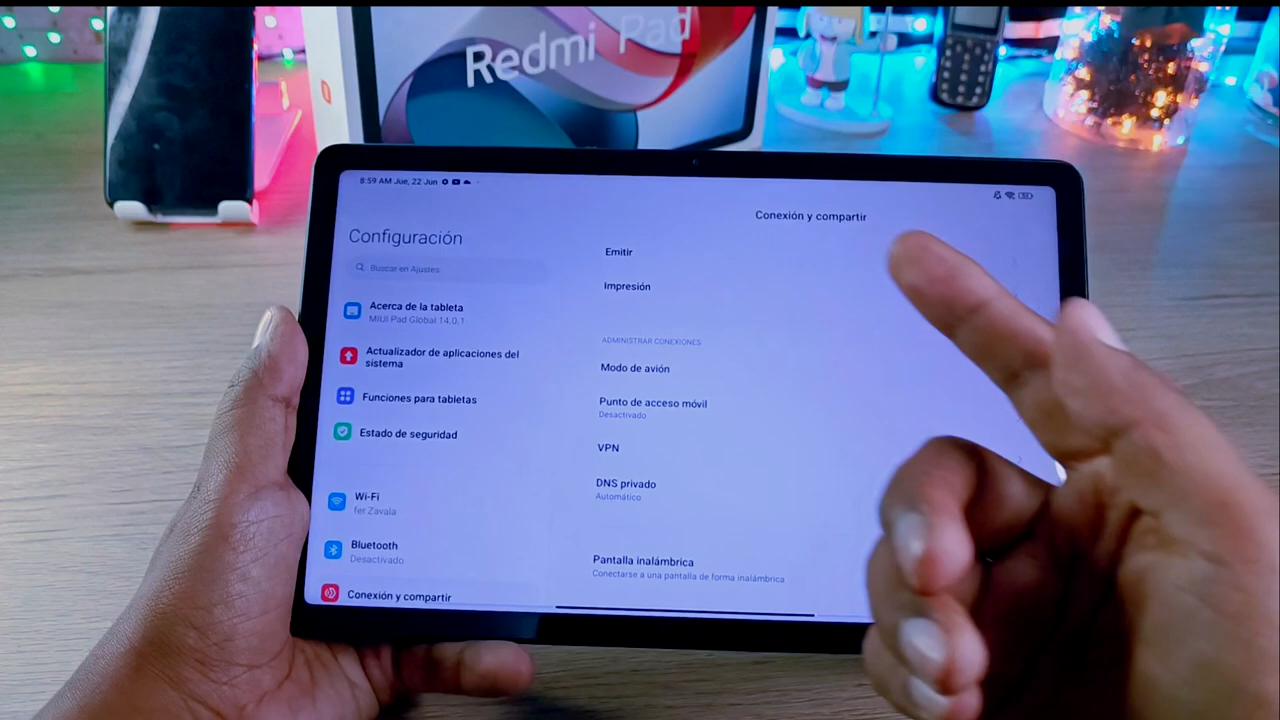 Redmi Pad
8:59 AM Jue, 22 Jun
Conexión y compartir
Configuración
Buscar en Ajustes
Acerca de la tableta
MIUI Pad Global 14.0.1
Actualizador de aplicaciones del
sistema
Funciones para tabletas
Estado de seguridad
Wi-Fi
fer Zavala
Bluetooth
Desactivado
Conexión y compartir
Emitir
Impresión
ADMINISTRAR CONEXIONES
Modo de avión
Punto de acceso móvil
Desactivado
VPN
DNS privado
Automático
Pantalla inalámbrica
Conectarse a una pantalla de forma inalámbrica